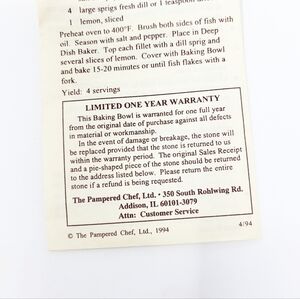 4 large sprigs fresh dill or 1 teaspoon
1 lemon, sliced
Preheat oven to 400°F. Brush both sides of fish with
oil. Season with salt and pepper. Place in Deep
Dish Baker. Top each fillet with a dill sprig and
several slices of lemon. Cover with Baking Bowl
and bake 15-20 minutes or until fish flakes with a
fork.
Yield: 4 servings
LIMITED ONE YEAR WARRANTY
This Baking Bowl is warranted for one full year
from the original date of purchase against all defects
in material or workmanship.
In the event of damage or breakage, the stone will
be replaced provided that the stone is returned to us
within the warranty period. The original Sales Receipt
and a pie-shaped piece of the stone should be returned
to the address listed below. Please return the entire
stone if a refund is being requested.
The Pampered Chef, Ltd. • 350 South Rohlwing Rd.
Addison, IL 60101-3079
Attn: Customer Service
© The Pampered Chef, Ltd., 1994
4/94